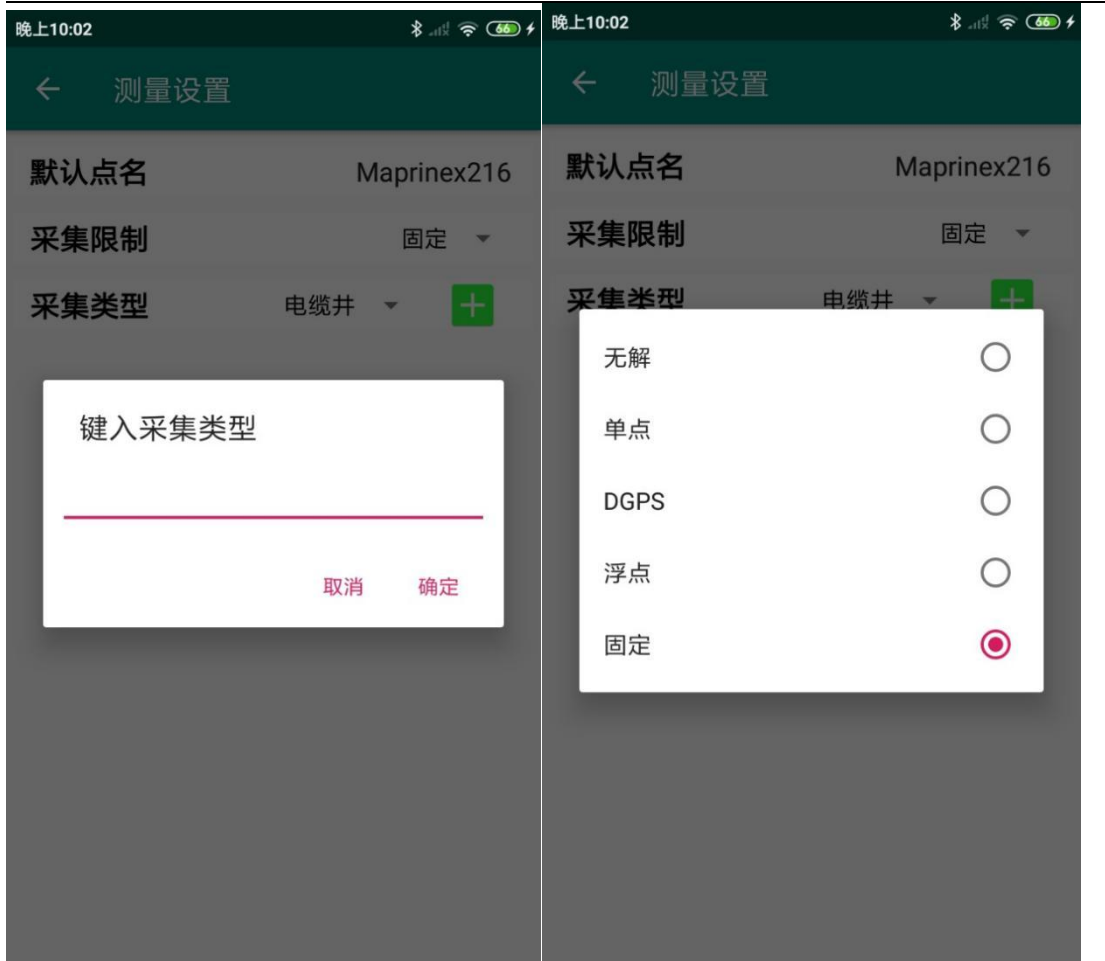 晚上10:02
66
测量设置
默认点名 Maprinex216
采集限制 固定
采集类型 电缆井
键入采集类型
取消 确定
晚上10:02
66
测量设置
默认点名 Maprinex216
采集限制 固定
采集类型 电缆井
无解
单点
DGPS
浮点
固定